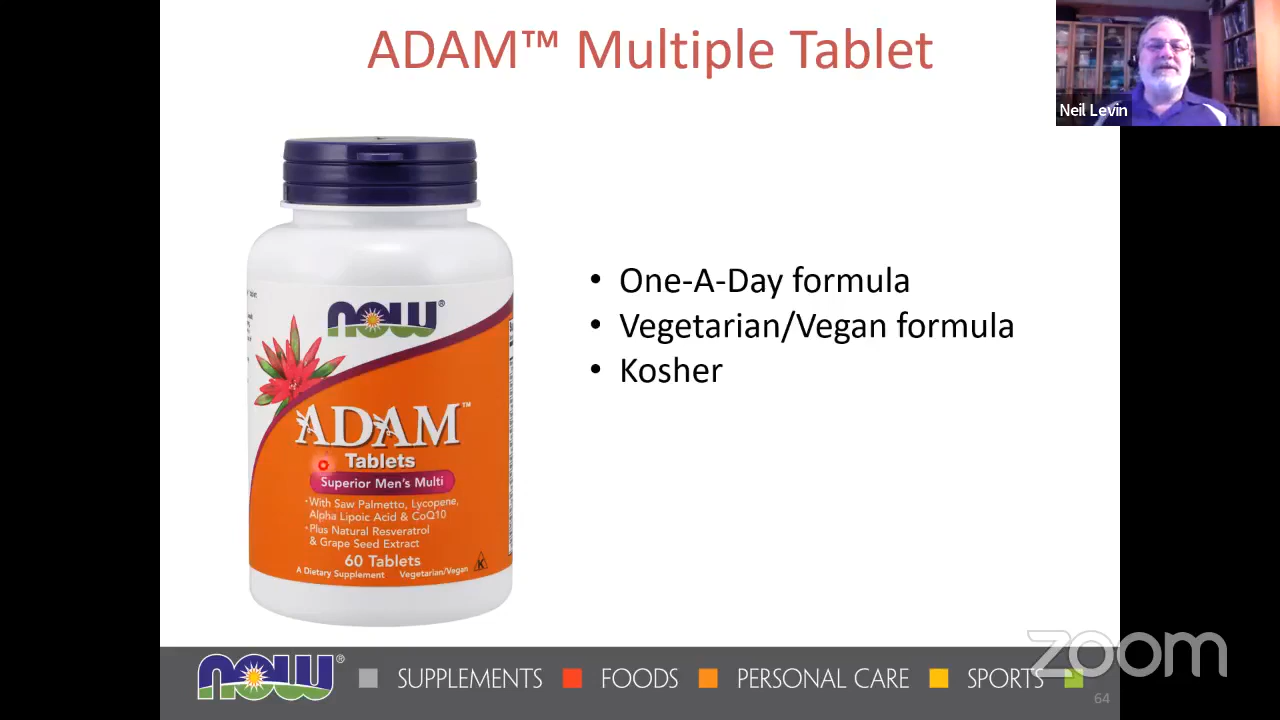 ADAM™ Multiple Tablet
Neil Levin
• One-A-Day formula
• Vegetarian/Vegan formula
• Kosher
NOW®
ADAM™
Tablets
Superior Men's Multi
• With Saw Palmetto, Lycopene,
Alpha Lipoic Acid & CoQ10
• Plus Natural Resveratrol
& Grape Seed Extract
60 Tablets
A Dietary Supplement Vegetarian/Vegan
K
NOW® SUPPLEMENTS FOODS PERSONAL CARE SPORTS
zoom
64